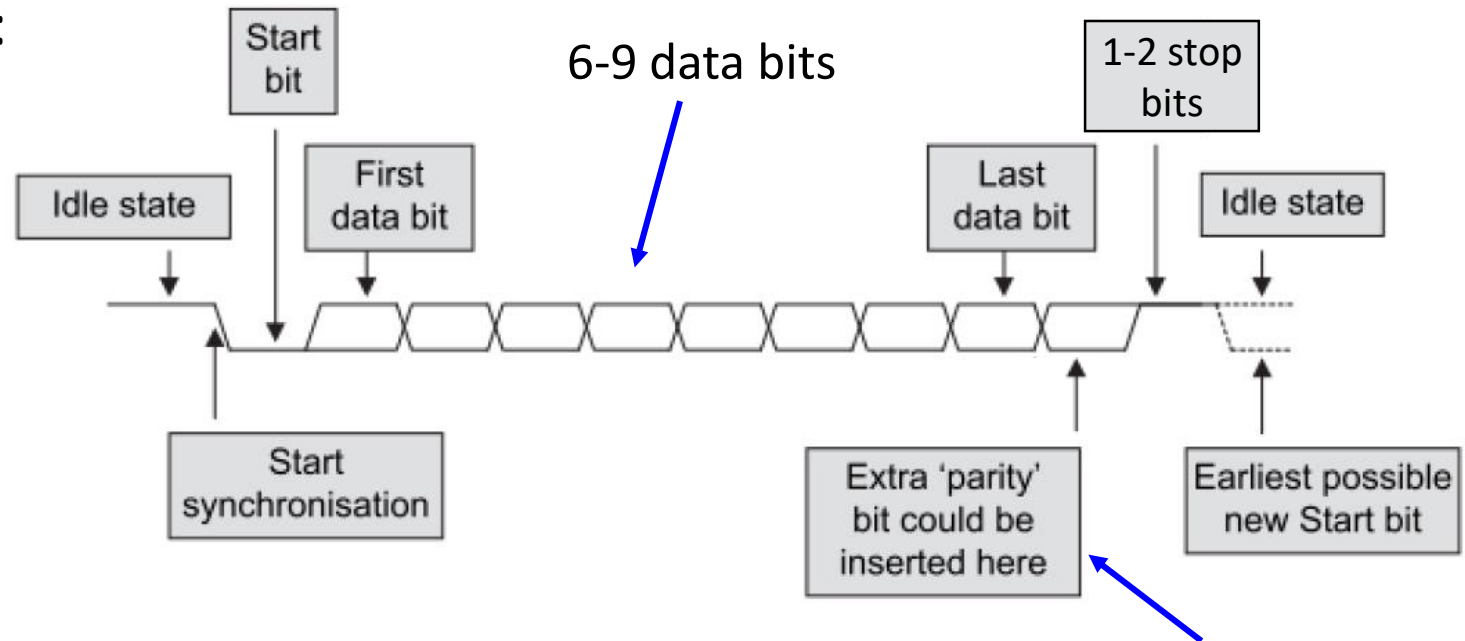 :
Start
bit
6-9 data bits
1-2 stop
bits
Idle state
First
data bit
Last
data bit
Idle state
Start
synchronisation
Extra ‘parity’
bit could be
inserted here
Earliest possible
new Start bit